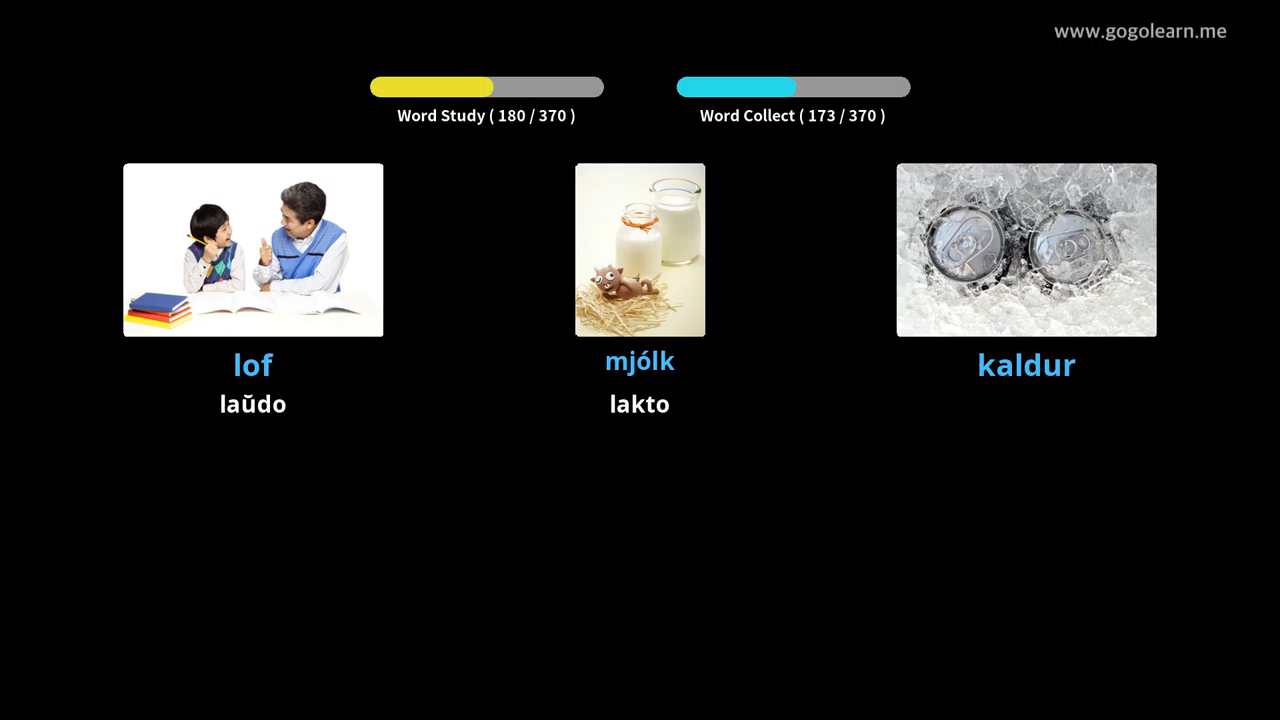 www.gogolearn.me
Word Study ( 180 / 370 )
Word Collect ( 173 / 370 )
lof
mjólk
kaldur
laŭdo
lakto